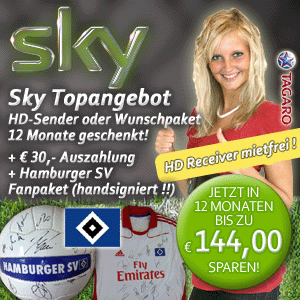 sky
TAGARO
Sky Topangebot
HD-Sender oder Wunschpaket
12 Monate geschenkt!
+ € 30,- Auszahlung
+ Hamburger SV
Fanpaket (handsigniert !!)
HD Receiver mietfrei !
JETZT IN
12 MONATEN
BIS ZU
€ 144,00
SPAREN!
HAMBURGER SV
Fly
Emirates